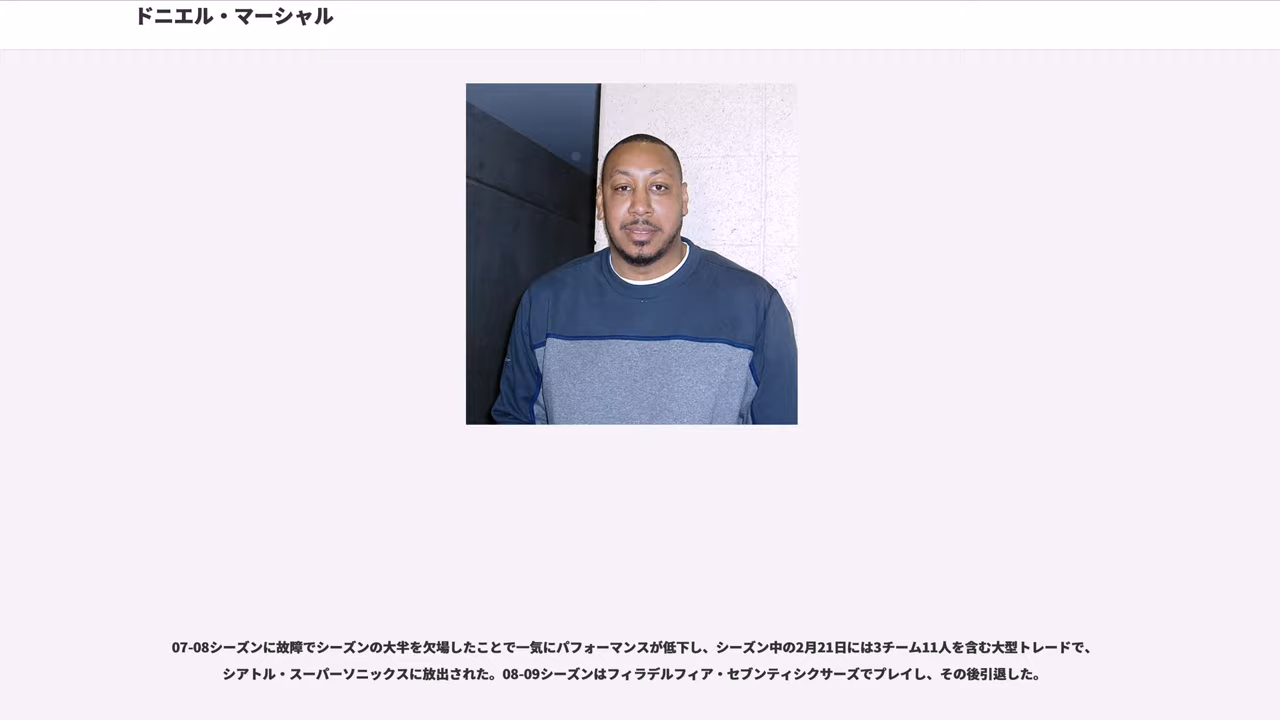 ドニエル・マーシャル
07-08シーズンに故障でシーズンの大半を欠場したことで一気にパフォーマンスが低下し、シーズン中の2月21日には3チーム11人を含む大型トレードで、
シアトル・スーパーソニックスに放出された。08-09シーズンはフィラデルフィア・セブンティシクサーズでプレイし、その後引退した。